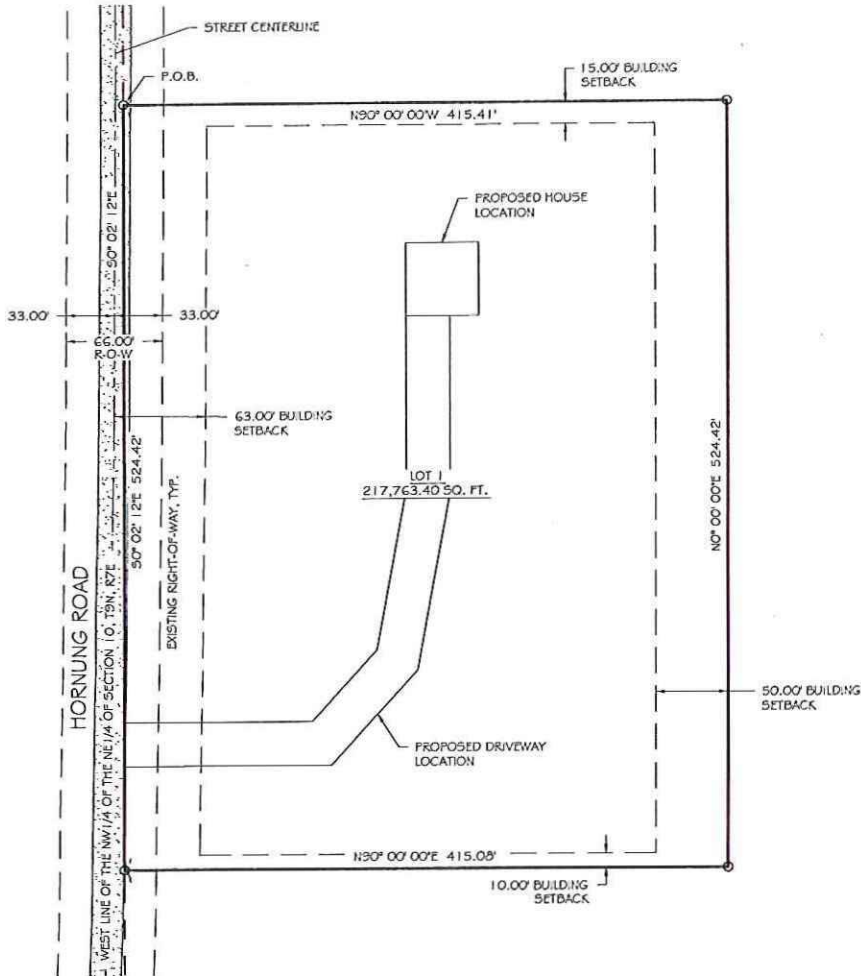 STREET CENTERLINE
P.O.B.
15.00' BUILDING
SETBACK
N90° 00' 00"W 415.41'
S0° 02' 12"E
PROPOSED HOUSE
LOCATION
33.00'
33.00'
66.00'
R-O-W
63.00' BUILDING
SETBACK
S0° 02' 12"E 524.42'
EXISTING RIGHT-OF-WAY, TYP.
LOT 1
217,763.40 SQ. FT.
N0° 00' 00"E 524.42'
HORNUNG ROAD
WEST LINE OF THE NW1/4 OF THE NE1/4 OF SECTION 10, T9N, R7E
50.00' BUILDING
SETBACK
PROPOSED DRIVEWAY
LOCATION
N90° 00' 00"E 415.08'
10.00' BUILDING
SETBACK